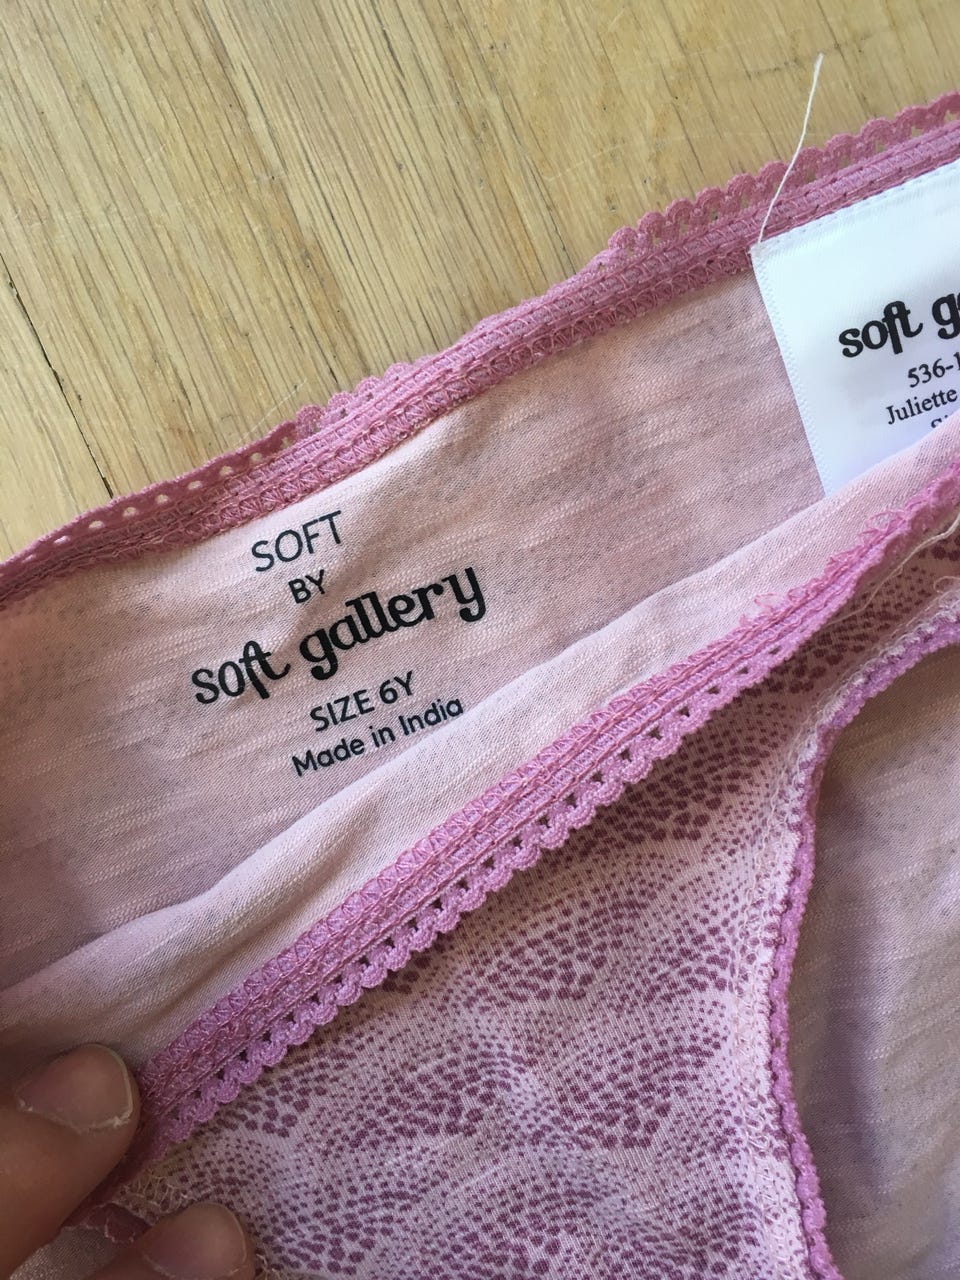 SOFT
BY
soft gallery
SIZE 6Y
Made in India
soft
536-
Juliette